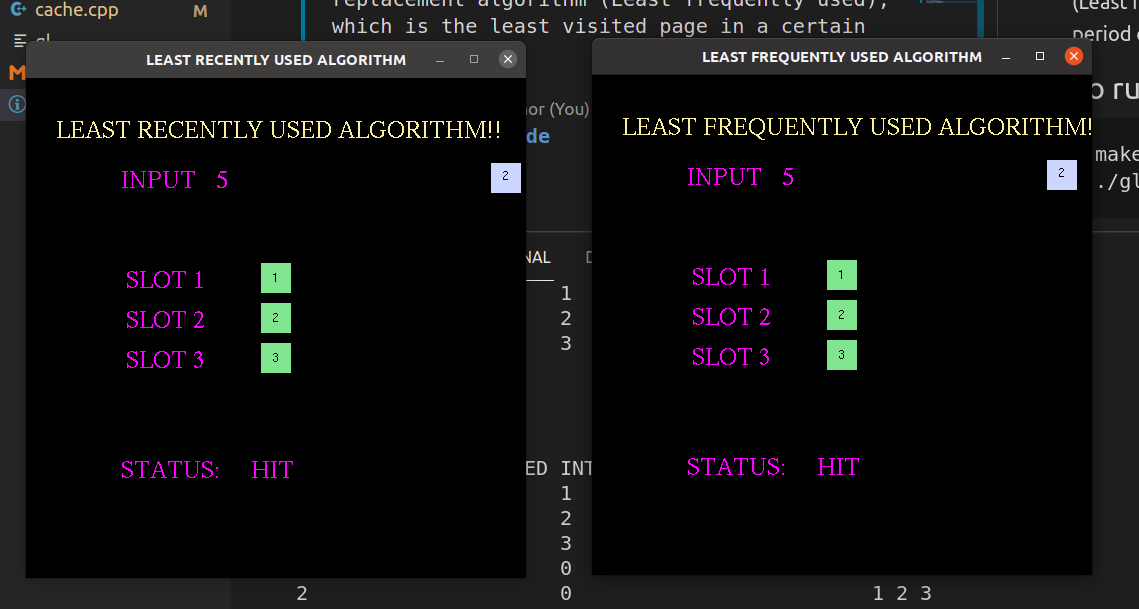 cache.cpp M
replacement algorithm (Least frequently used),
which is the least visited page in a certain
period
LEAST RECENTLY USED ALGORITHM
LEAST RECENTLY USED ALGORITHM!!
INPUT 5
2
SLOT 1 1
SLOT 2 2
SLOT 3 3
STATUS: HIT
LEAST FREQUENTLY USED ALGORITHM
LEAST FREQUENTLY USED ALGORITHM!
INPUT 5
2
SLOT 1 1
SLOT 2 2
SLOT 3 3
STATUS: HIT
(You)
de
make
./gl
NAL
1
2
3
ED INT
1
2
3
0
2 0 1 2 3